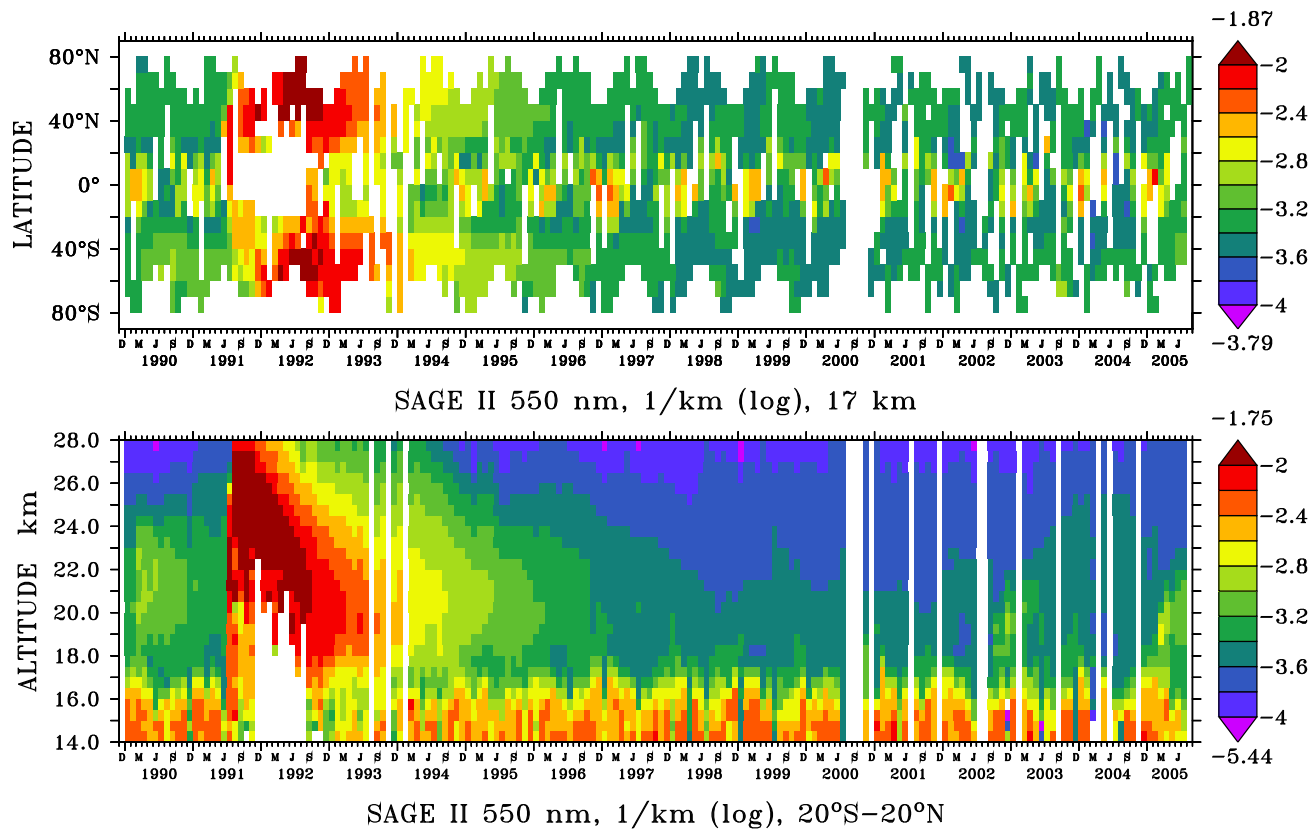 −1.87
80°N
40°N
0°
40°S
80°S
LATITUDE
−2
−2.4
−2.8
−3.2
−3.6
−4
−3.79
D M J S D M J S D M J S D M J S D M J S D M J S D M J S D M J S D M J S D M J S D M J S D M J S D M J S D M J S D M J S D M J
1990 1991 1992 1993 1994 1995 1996 1997 1998 1999 2000 2001 2002 2003 2004 2005
SAGE II 550 nm, 1/km (log), 17 km
−1.75
28.0
26.0
24.0
22.0
20.0
18.0
16.0
14.0
ALTITUDE km
−2
−2.4
−2.8
−3.2
−3.6
−4
−5.44
D M J S D M J S D M J S D M J S D M J S D M J S D M J S D M J S D M J S D M J S D M J S D M J S D M J S D M J S D M J S D M J
1990 1991 1992 1993 1994 1995 1996 1997 1998 1999 2000 2001 2002 2003 2004 2005
SAGE II 550 nm, 1/km (log), 20°S−20°N